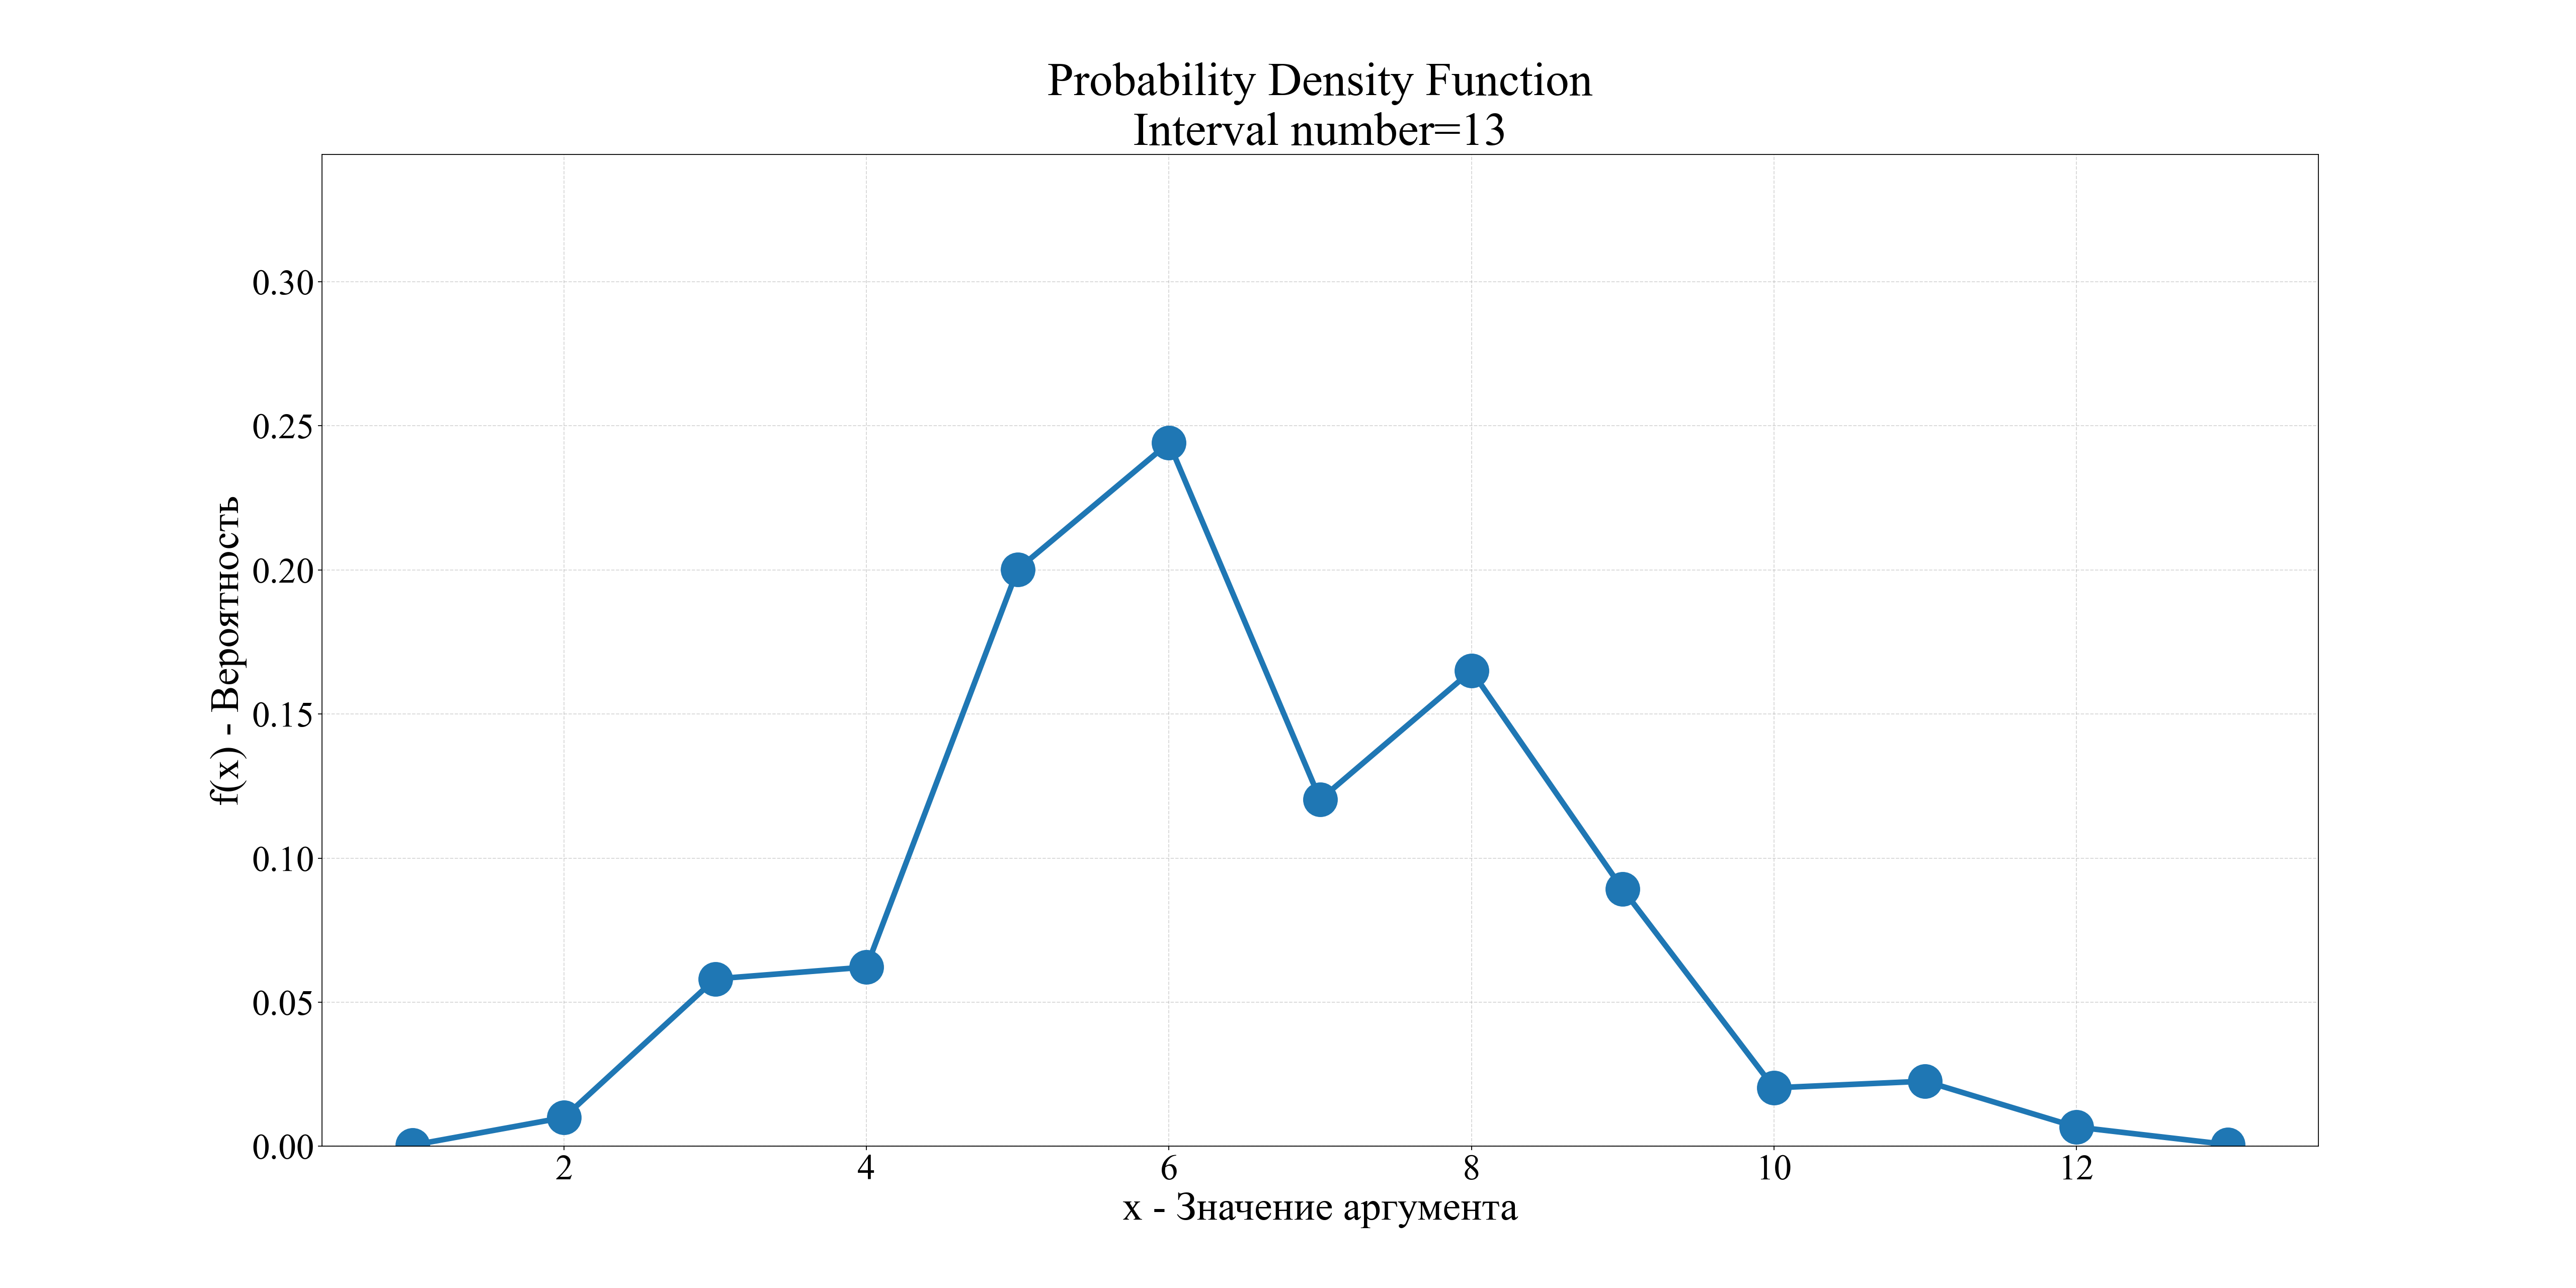 Probability Density Function
Interval number=13
f(x) - Вероятность
0.30
0.25
0.20
0.15
0.10
0.05
0.00
2 4 6 8 10 12
x - Значение аргумента